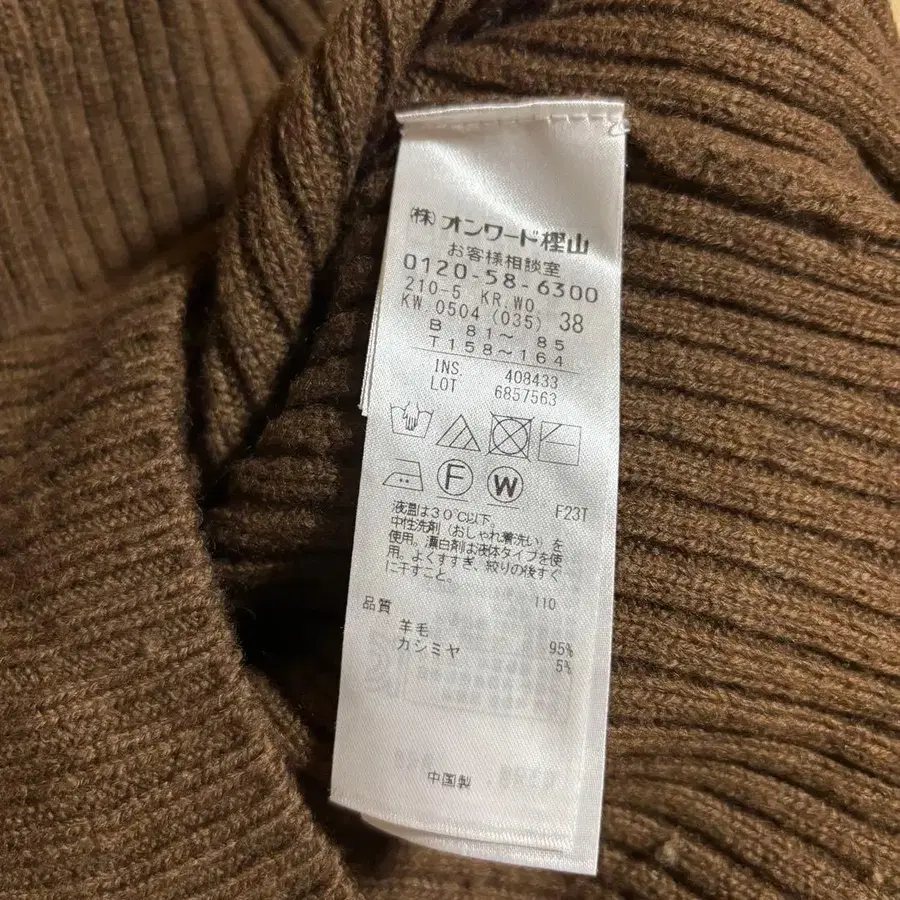 (株)オンワード樫山
お客様相談室
0120-58-6300
210-5 KR.WO.
KW 0504 (035) 38
B 81～ 85
T158～164
INS. 408433
LOT 6857563
F W
F23T
液温は30℃以下。
中性洗剤（おしゃれ着洗い）を
使用。漂白剤は液体タイプを使
用。よくすすぎ、絞りの後すぐ
に干すこと。
110
品質
羊毛 95%
カシミヤ 5%
中国製